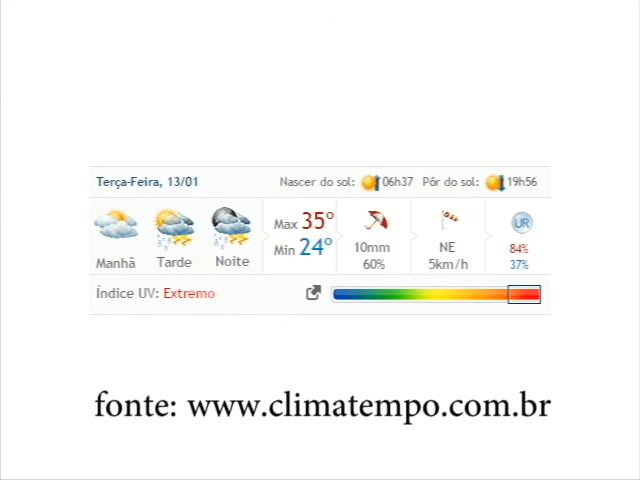 Terça-Feira, 13/01
Nascer do sol: 06h37 Pôr do sol: 19h56
Manhã
Tarde
Noite
Max 35°
Min 24°
10mm
60%
NE
5km/h
UR
84%
37%
Índice UV: Extremo
fonte: www.climatempo.com.br